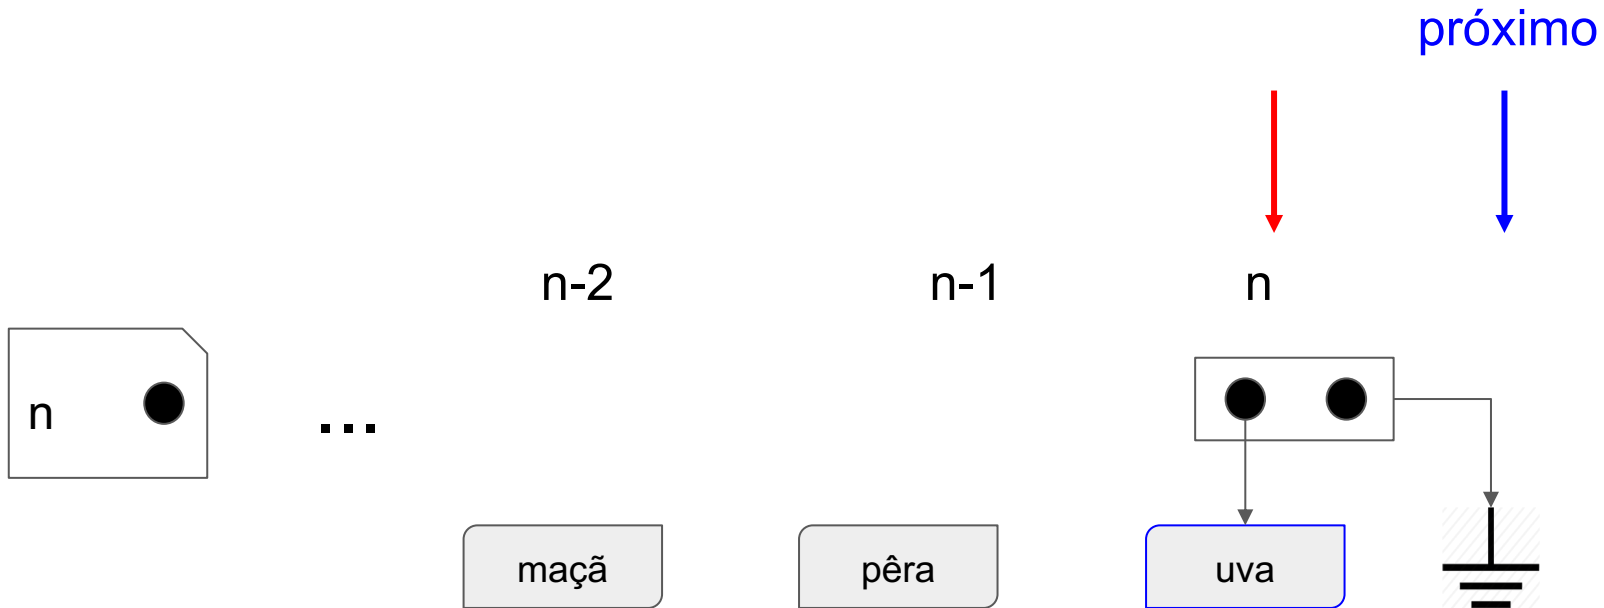 próximo
n-2
n-1
n
n
...
maçã
pêra
uva